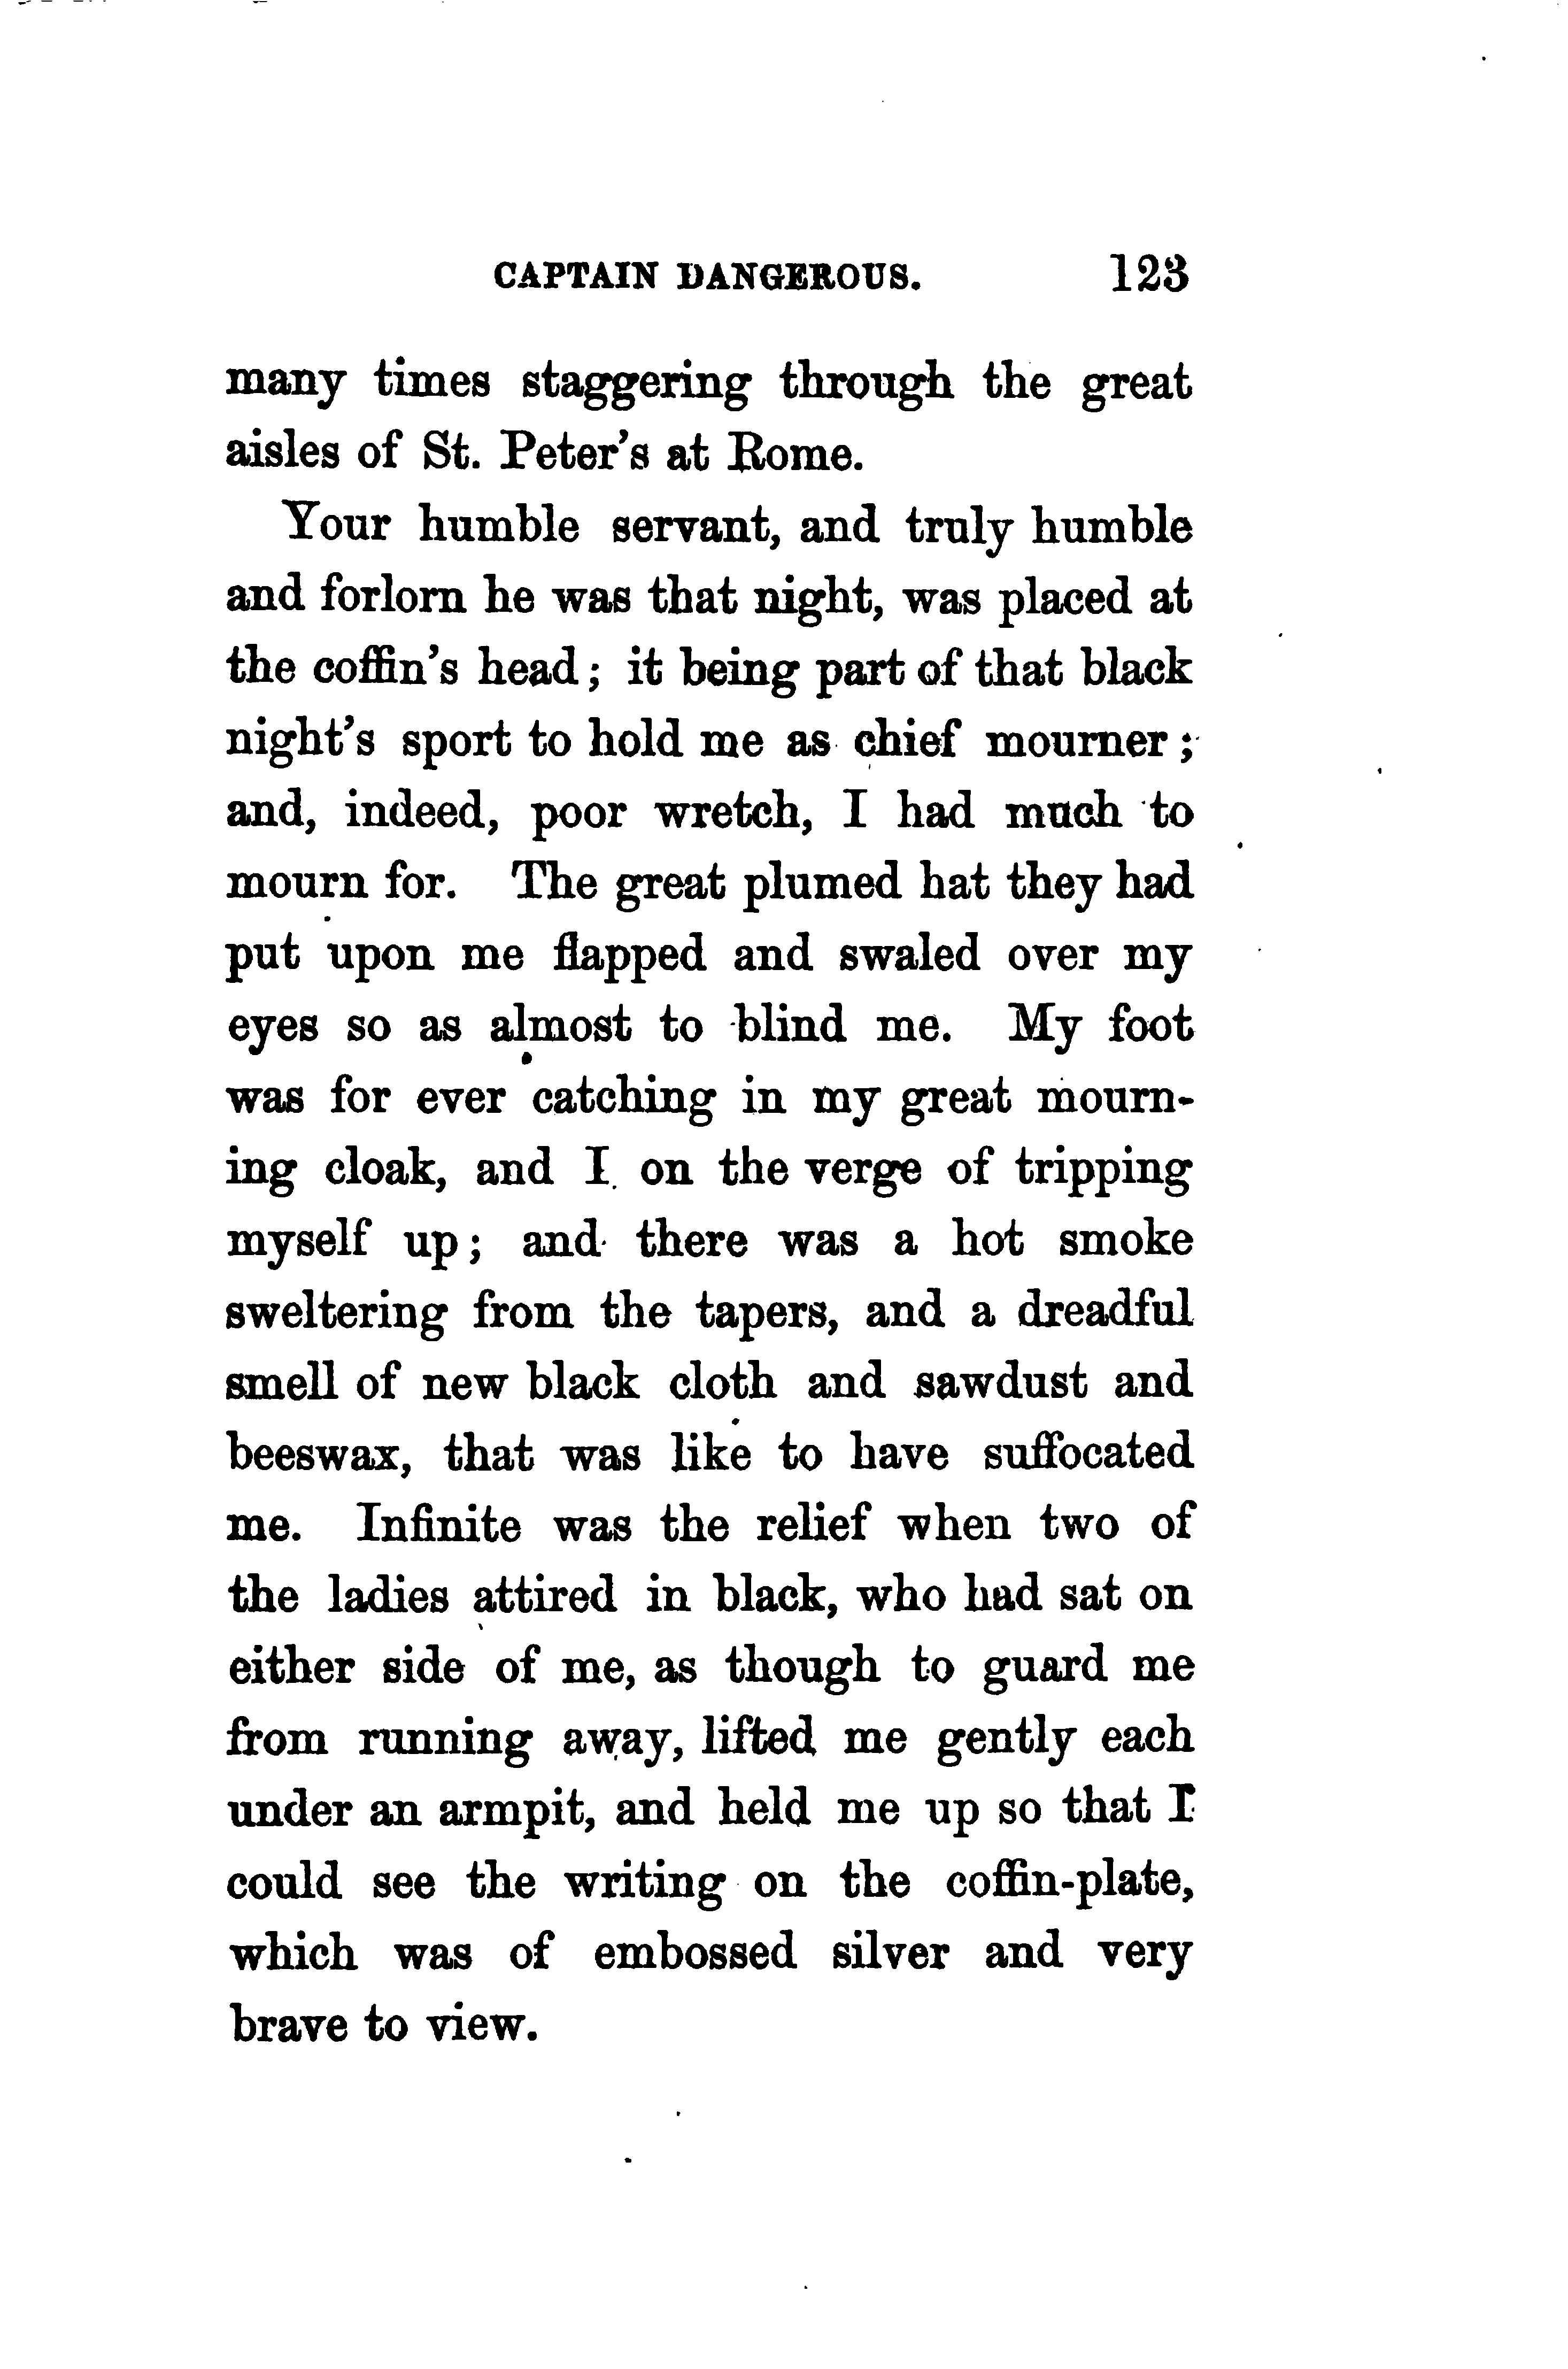 CAPTAIN DANGEROUS. 123
many times staggering through the great
aisles of St. Peter's at Rome.
Your humble servant, and truly humble
and forlorn he was that night, was placed at
the coffin's head; it being part of that black
night's sport to hold me as chief mourner;
and, indeed, poor wretch, I had much to
mourn for. The great plumed hat they had
put upon me flapped and swaled over my
eyes so as almost to blind me. My foot
was for ever catching in my great mourn-
ing cloak, and I on the verge of tripping
myself up; and there was a hot smoke
sweltering from the tapers, and a dreadful
smell of new black cloth and sawdust and
beeswax, that was like to have suffocated
me. Infinite was the relief when two of
the ladies attired in black, who had sat on
either side of me, as though to guard me
from running away, lifted me gently each
under an armpit, and held me up so that I
could see the writing on the coffin-plate,
which was of embossed silver and very
brave to view.